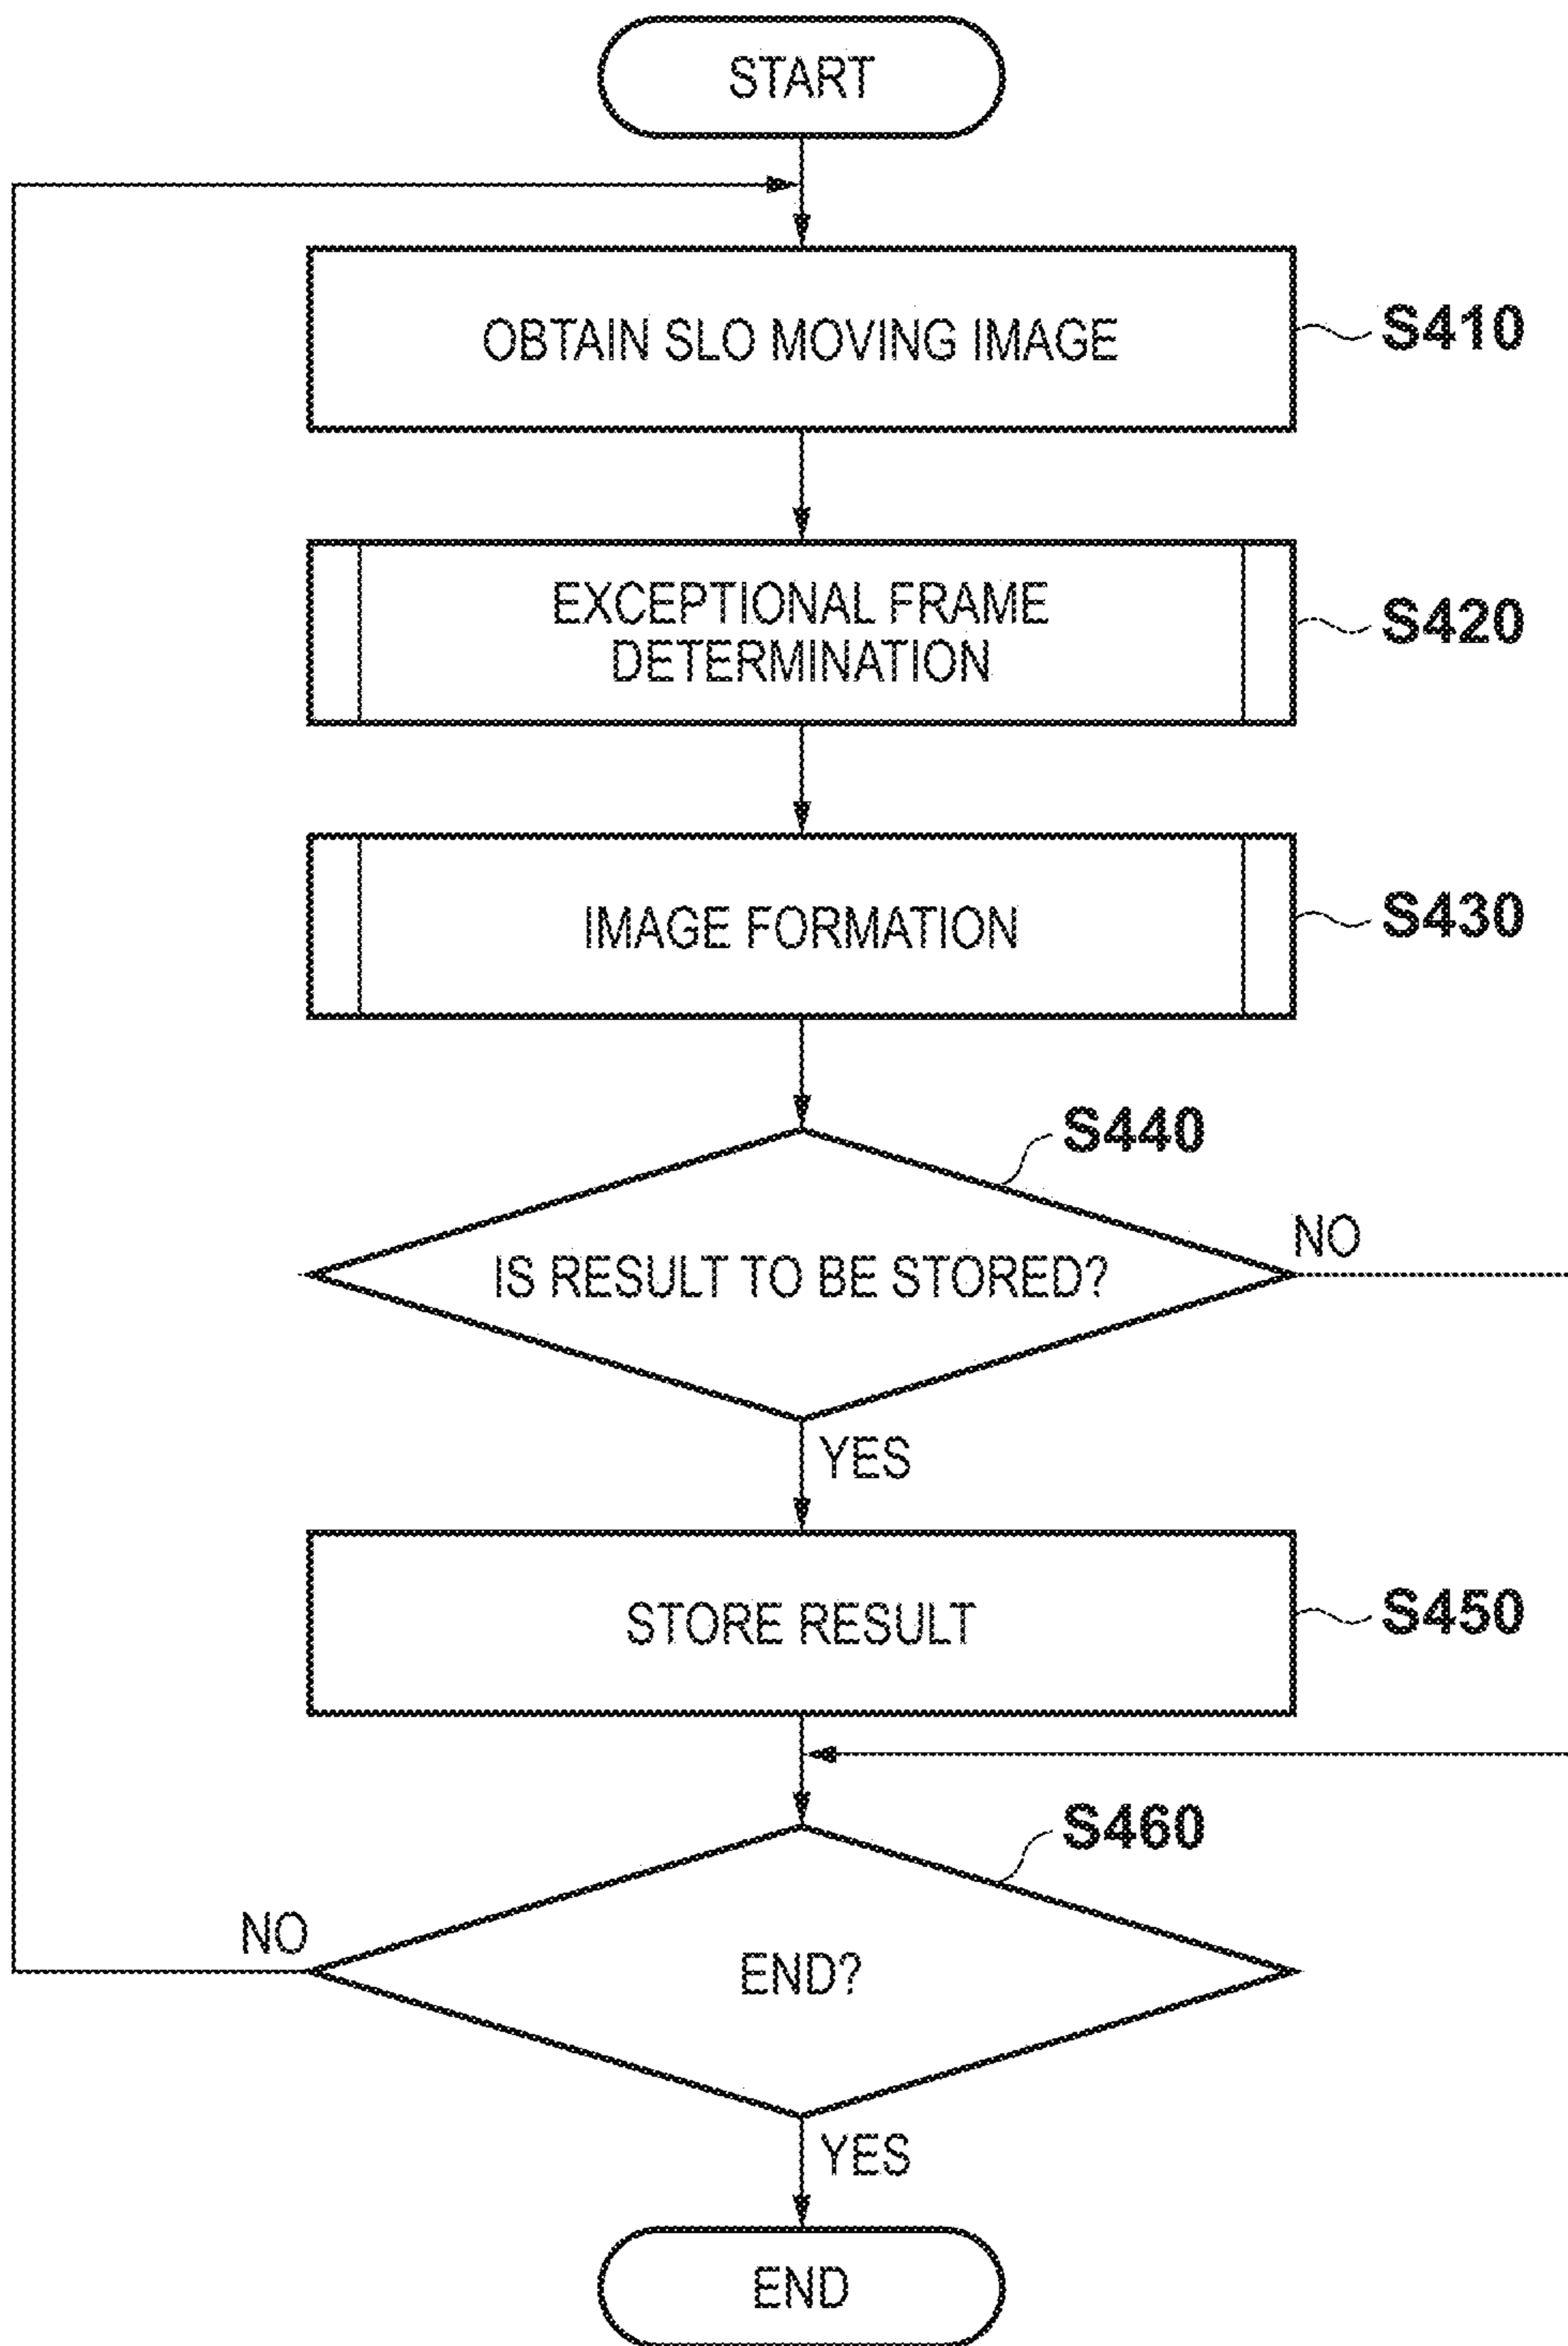 START
OBTAIN SLO MOVING IMAGE
S410
EXCEPTIONAL FRAME
DETERMINATION
S420
IMAGE FORMATION
S430
S440
IS RESULT TO BE STORED?
NO
YES
STORE RESULT
S450
S460
NO
END?
YES
END